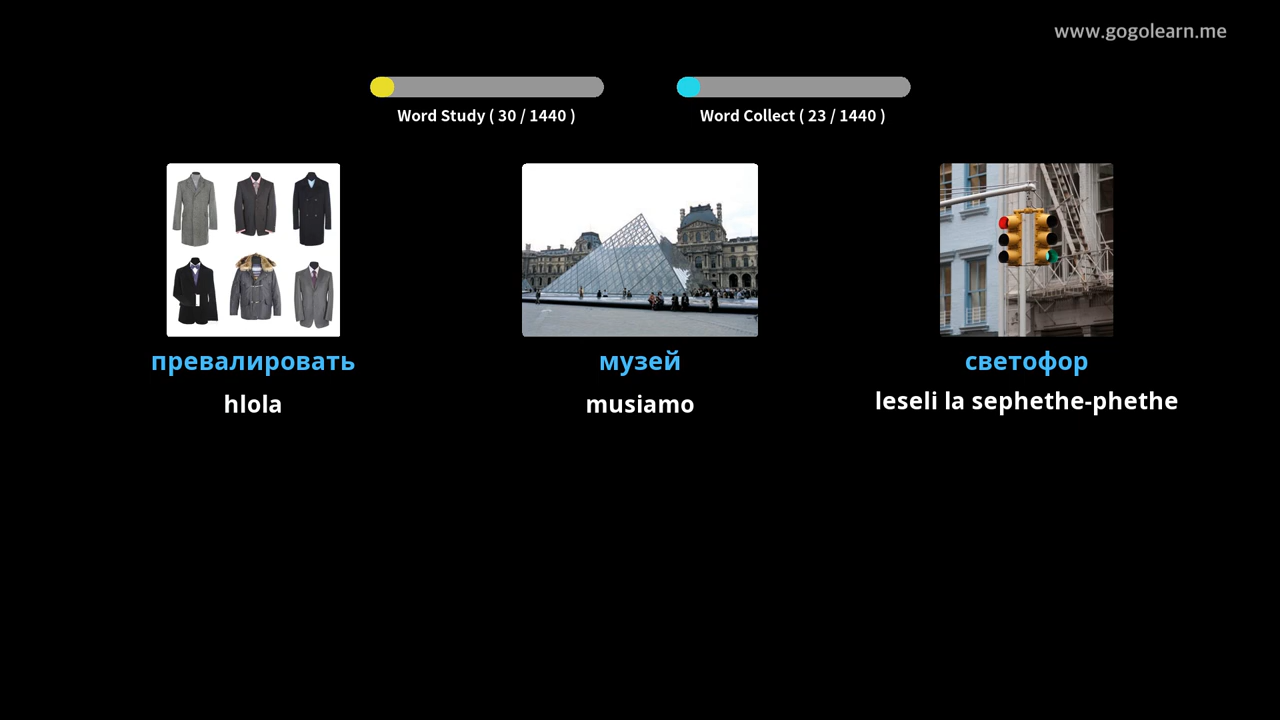 www.gogolearn.me
Word Study ( 30 / 1440 )
Word Collect ( 23 / 1440 )
превалировать
музей
светофор
hlola
musiamo
leseli la sephethe-phethe